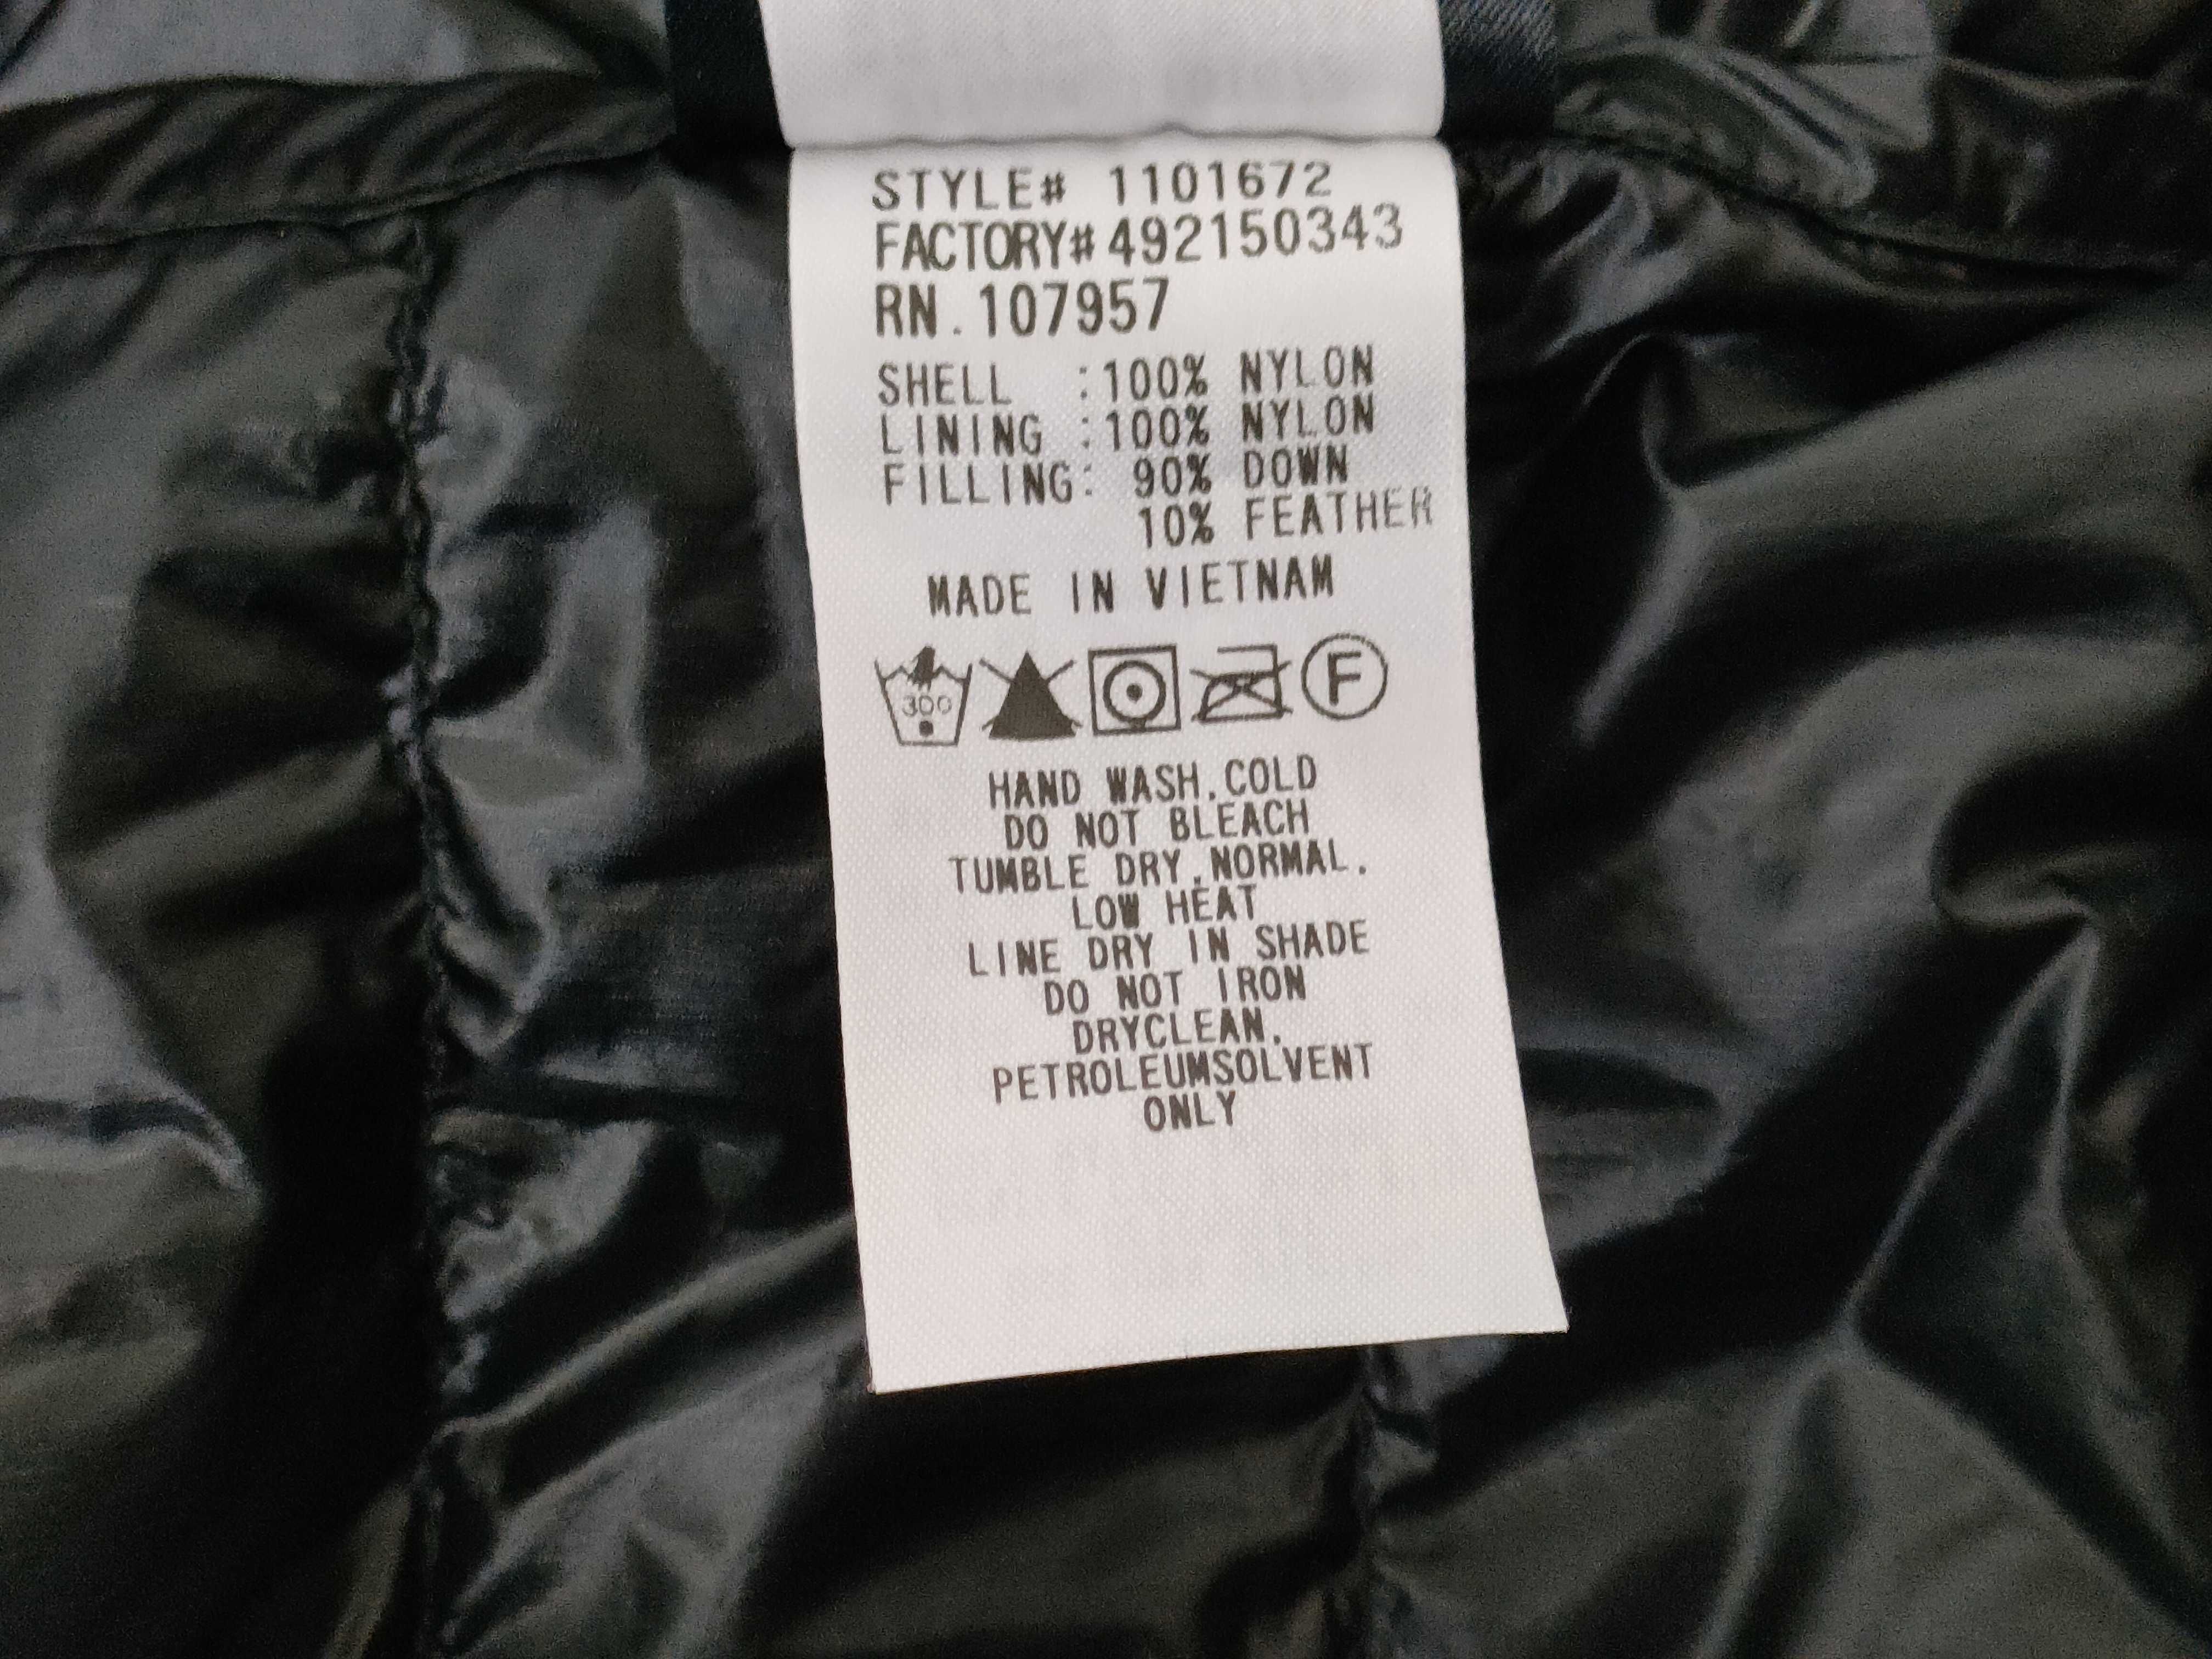 STYLE# 1101672
FACTORY#492150343
RN.107957
SHELL :100% NYLON
LINING :100% NYLON
FILLING: 90% DOWN
10% FEATHER
MADE IN VIETNAM
300 F
HAND WASH.COLD
DO NOT BLEACH
TUMBLE DRY.NORMAL.
LOW HEAT
LINE DRY IN SHADE
DO NOT IRON
DRYCLEAN.
PETROLEUMSOLVENT
ONLY